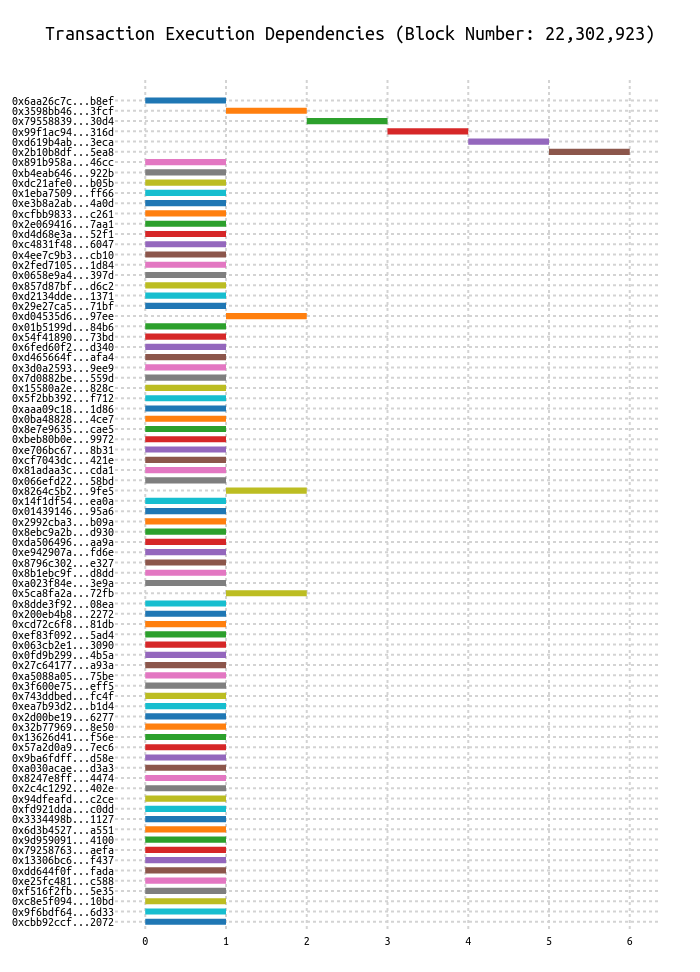 Transaction Execution Dependencies (Block Number: 22,302,923)
0x6aa26c7c...b8ef
0x3598bb46...3fcf
0x79558839...30d4
0x99f1ac94...316d
0xd619b4ab...3eca
0x2b10b8df...5ea8
0x891b958a...46cc
0xb4eab646...922b
0xdc21afe0...b05b
0x1eba7509...ff66
0xe3b8a2ab...4a0d
0xcfbb9833...c261
0x2e069416...7aa1
0xd4d68e3a...52f1
0xc4831f48...6047
0x4ee7c9b3...cb10
0x2fed7105...1d84
0x0658e9a4...397d
0x857d87bf...d6c2
0xd2134dde...1371
0x29e27ca5...71bf
0xd04535d6...97ee
0x01b5199d...84b6
0x54f41890...73bd
0x6fed60f2...d340
0xd465664f...afa4
0x3d0a2593...9ee9
0x7d0882be...559d
0x15580a2e...828c
0x5f2bb392...f712
0xaaa09c18...1d86
0x0ba48828...4ce7
0x8e7e9635...cae5
0xbeb80b0e...9972
0xe706bc67...8b31
0xcf7043dc...421e
0x81adaa3c...cda1
0x066efd22...58bd
0x8264c5b2...9fe5
0x14f1df54...ea0a
0x01439146...95a6
0x2992cba3...b09a
0x8ebc9a2b...d930
0xda506496...aa9a
0xe942907a...fd6e
0x8796c302...e327
0x8b1ebc9f...d8dd
0xa023f84e...3e9a
0x5ca8fa2a...72fb
0x8dde3f92...08ea
0x200eb4b8...2272
0xcd72c6f8...81db
0xef83f092...5ad4
0x063cb2e1...3090
0x0fd9b299...4b5a
0x27c64177...a93a
0xa5088a05...75be
0x3f600e75...eff5
0x743ddbed...fc4f
0xea7b93d2...b1d4
0x2d00be19...6277
0x32b77969...8e50
0x13626d41...f56e
0x57a2d0a9...7ec6
0x9ba6fdff...d58e
0xa030acae...d3a3
0x8247e8ff...4474
0x2c4c1292...402e
0x94dfeafd...c2ce
0xfd921dda...c0dd
0x3334498b...1127
0x6d3b4527...a551
0x9d959091...4100
0x79258763...aefa
0x13306bc6...f437
0xdd644f0f...fada
0xe25fc481...c588
0xf516f2fb...5e35
0xc8e5f094...10bd
0x9f6bdf64...6d33
0xcbb92ccf...2072
0 1 2 3 4 5 6